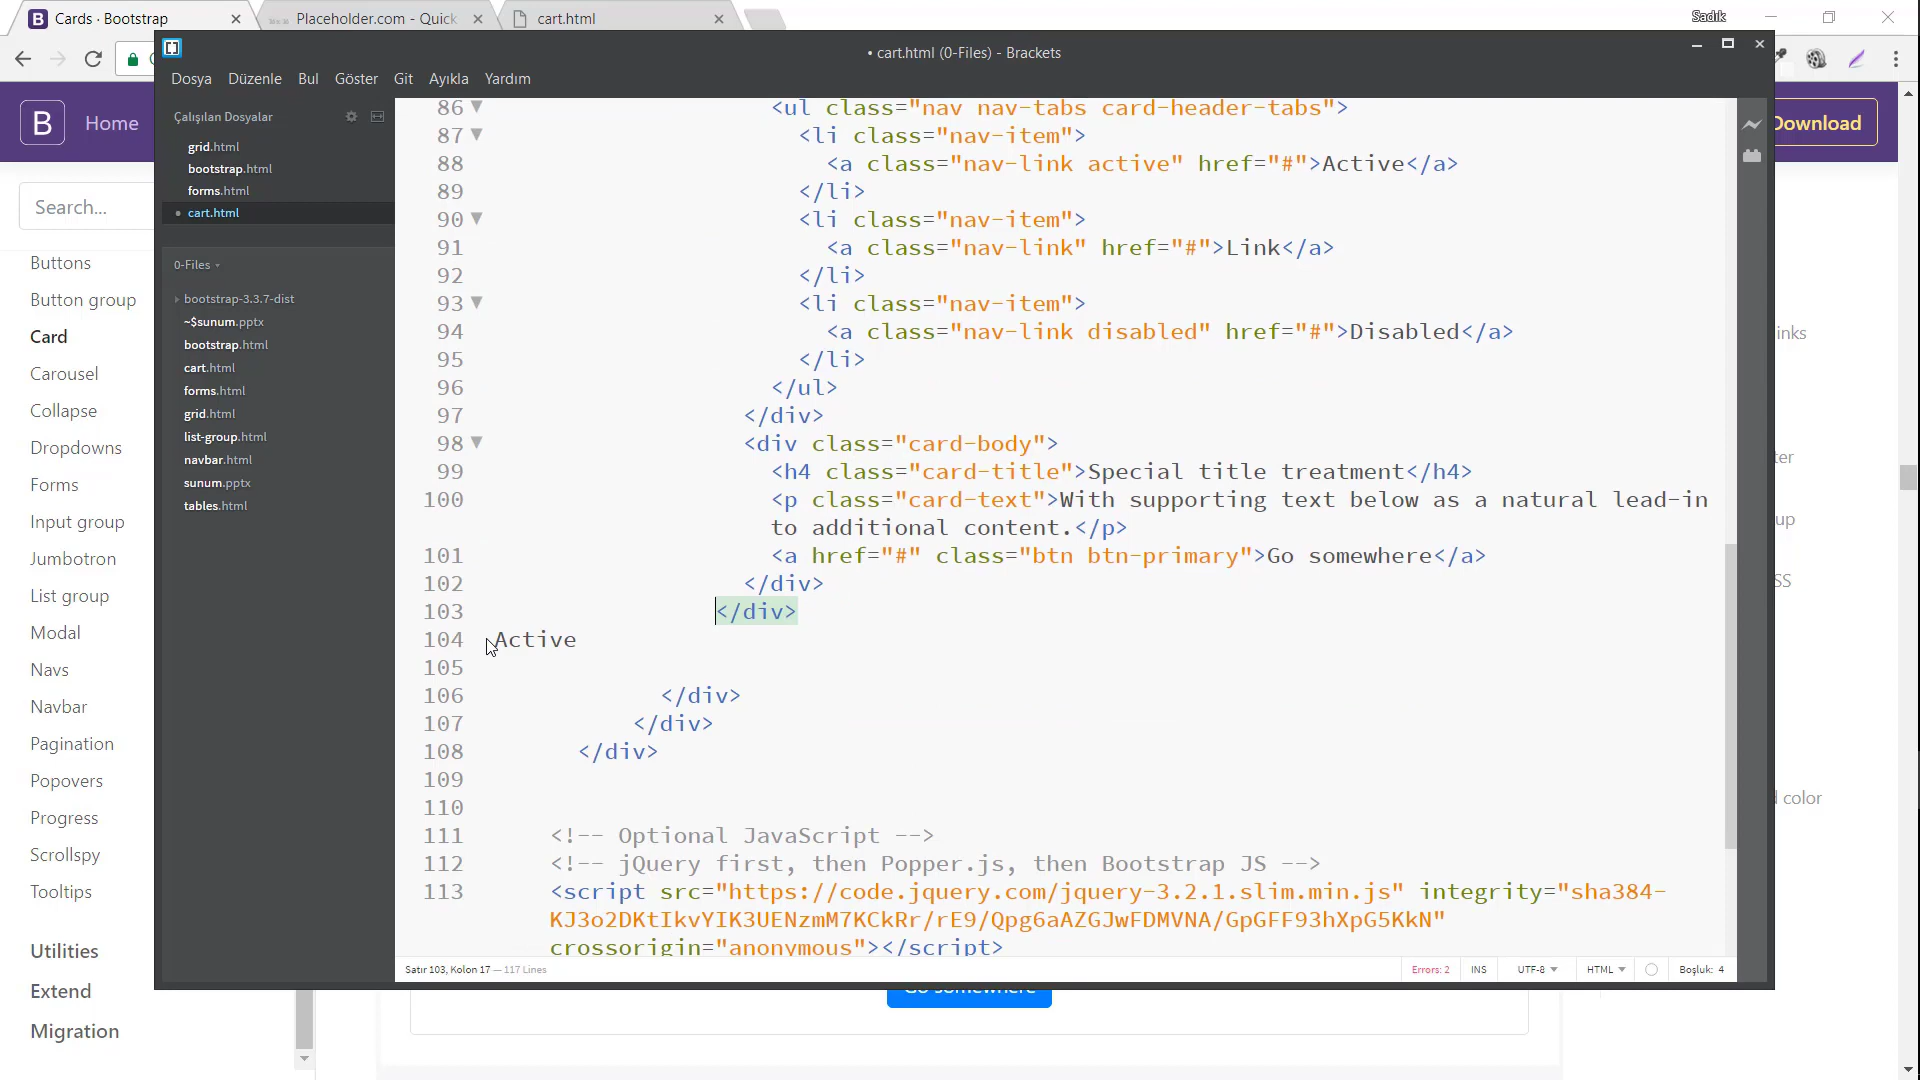 Cards · Bootstrap
Placeholder.com - Quick
cart.html
Sadık
• cart.html (0-Files) - Brackets
Dosya Düzenle Bul Göster Git Ayıkla Yardım
B Home
Download
Search...
Buttons
Button group
Card
Carousel
Collapse
Dropdowns
Forms
Input group
Jumbotron
List group
Modal
Navs
Navbar
Pagination
Popovers
Progress
Scrollspy
Tooltips
Utilities
Extend
Migration
Çalışılan Dosyalar
grid.html
bootstrap.html
forms.html
cart.html
0-Files
bootstrap-3.3.7-dist
~$sunum.pptx
bootstrap.html
cart.html
forms.html
grid.html
list-group.html
navbar.html
sunum.pptx
tables.html
86 <ul class="nav nav-tabs card-header-tabs">
87 <li class="nav-item">
88 <a class="nav-link active" href="#">Active</a>
89 </li>
90 <li class="nav-item">
91 <a class="nav-link" href="#">Link</a>
92 </li>
93 <li class="nav-item">
94 <a class="nav-link disabled" href="#">Disabled</a>
95 </li>
96 </ul>
97 </div>
98 <div class="card-body">
99 <h4 class="card-title">Special title treatment</h4>
100 <p class="card-text">With supporting text below as a natural lead-in
to additional content.</p>
101 <a href="#" class="btn btn-primary">Go somewhere</a>
102 </div>
103 </div>
104 Active
105
106 </div>
107 </div>
108 </div>
109
110
111 <!-- Optional JavaScript -->
112 <!-- jQuery first, then Popper.js, then Bootstrap JS -->
113 <script src="https://code.jquery.com/jquery-3.2.1.slim.min.js" integrity="sha384-
KJ3o2DKtIkvYIK3UENzmM7KCkRr/rE9/Qpg6aAZGJwFDMVNA/GpGFF93hXpG5KkN"
crossorigin="anonymous"></script>
Satır 103, Kolon 17 — 117 Lines
Errors: 2 INS UTF-8 HTML Boşluk: 4
inks
ter
up
SS
d color
Go somewhere